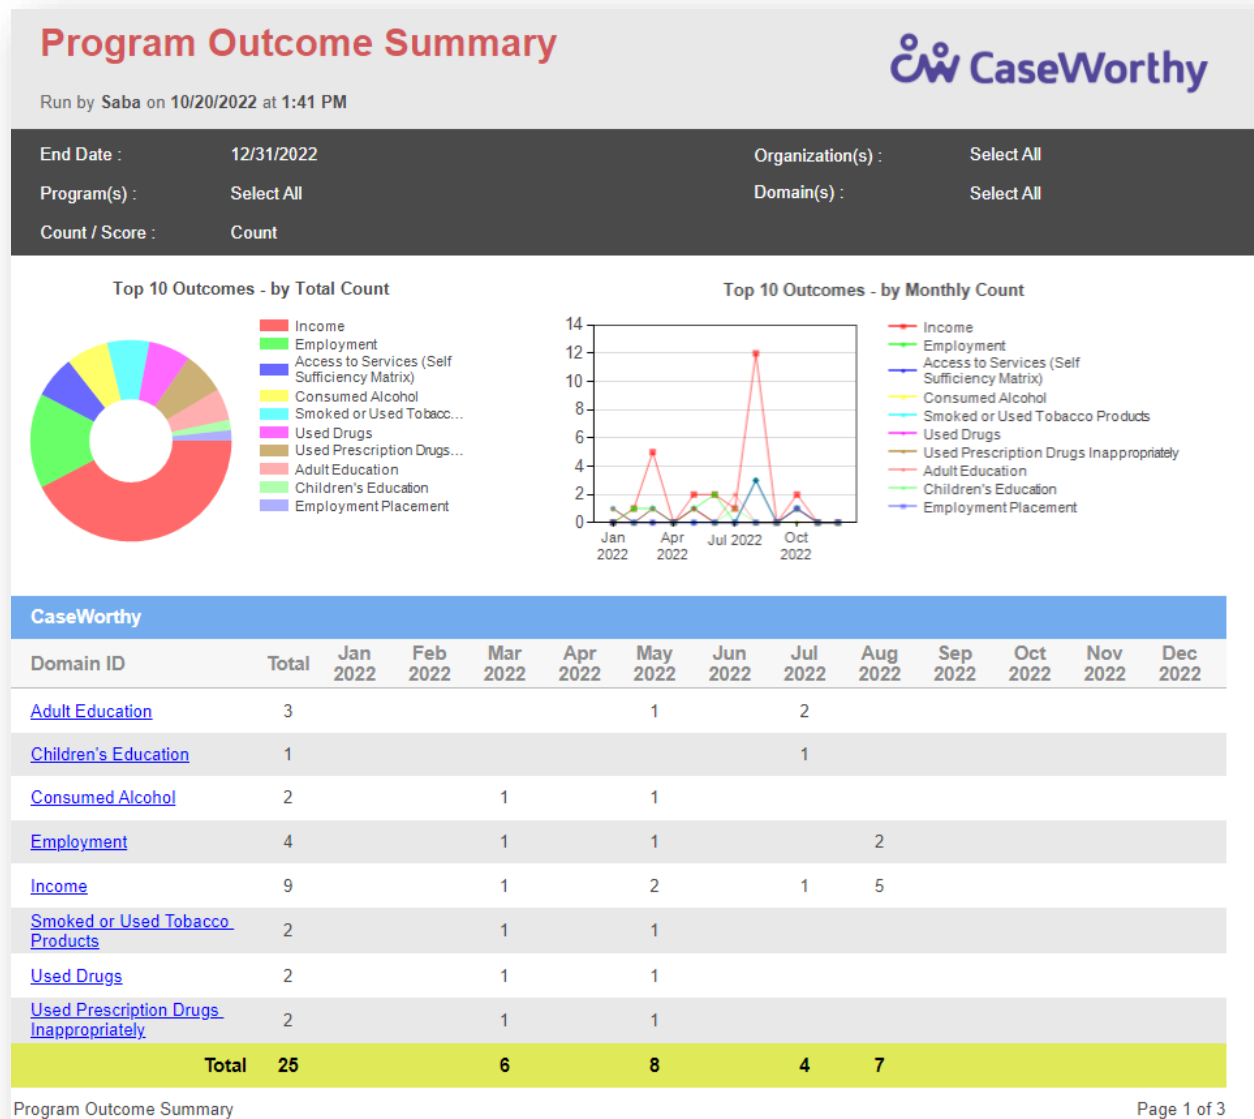 Program Outcome Summary
CaseWorthy
Run by Saba on 10/20/2022 at 1:41 PM
End Date : 12/31/2022 Organization(s) : Select All
Program(s) : Select All Domain(s) : Select All
Count / Score : Count
Top 10 Outcomes - by Total Count
Income
Employment
Access to Services (Self
Sufficiency Matrix)
Consumed Alcohol
Smoked or Used Tobacc...
Used Drugs
Used Prescription Drugs...
Adult Education
Children's Education
Employment Placement
Top 10 Outcomes - by Monthly Count
14
12
10
8
6
4
2
0
Jan Apr Jul 2022 Oct
2022 2022 2022
Income
Employment
Access to Services (Self
Sufficiency Matrix)
Consumed Alcohol
Smoked or Used Tobacco Products
Used Drugs
Used Prescription Drugs Inappropriately
Adult Education
Children's Education
Employment Placement
CaseWorthy
Domain ID Total Jan Feb Mar Apr May Jun Jul Aug Sep Oct Nov Dec
2022 2022 2022 2022 2022 2022 2022 2022 2022 2022 2022 2022
Adult Education 3 1 2
Children's Education 1 1
Consumed Alcohol 2 1 1
Employment 4 1 1 2
Income 9 1 2 1 5
Smoked or Used Tobacco
Products 2 1 1
Used Drugs 2 1 1
Used Prescription Drugs
Inappropriately 2 1 1
Total 25 6 8 4 7
Program Outcome Summary Page 1 of 3